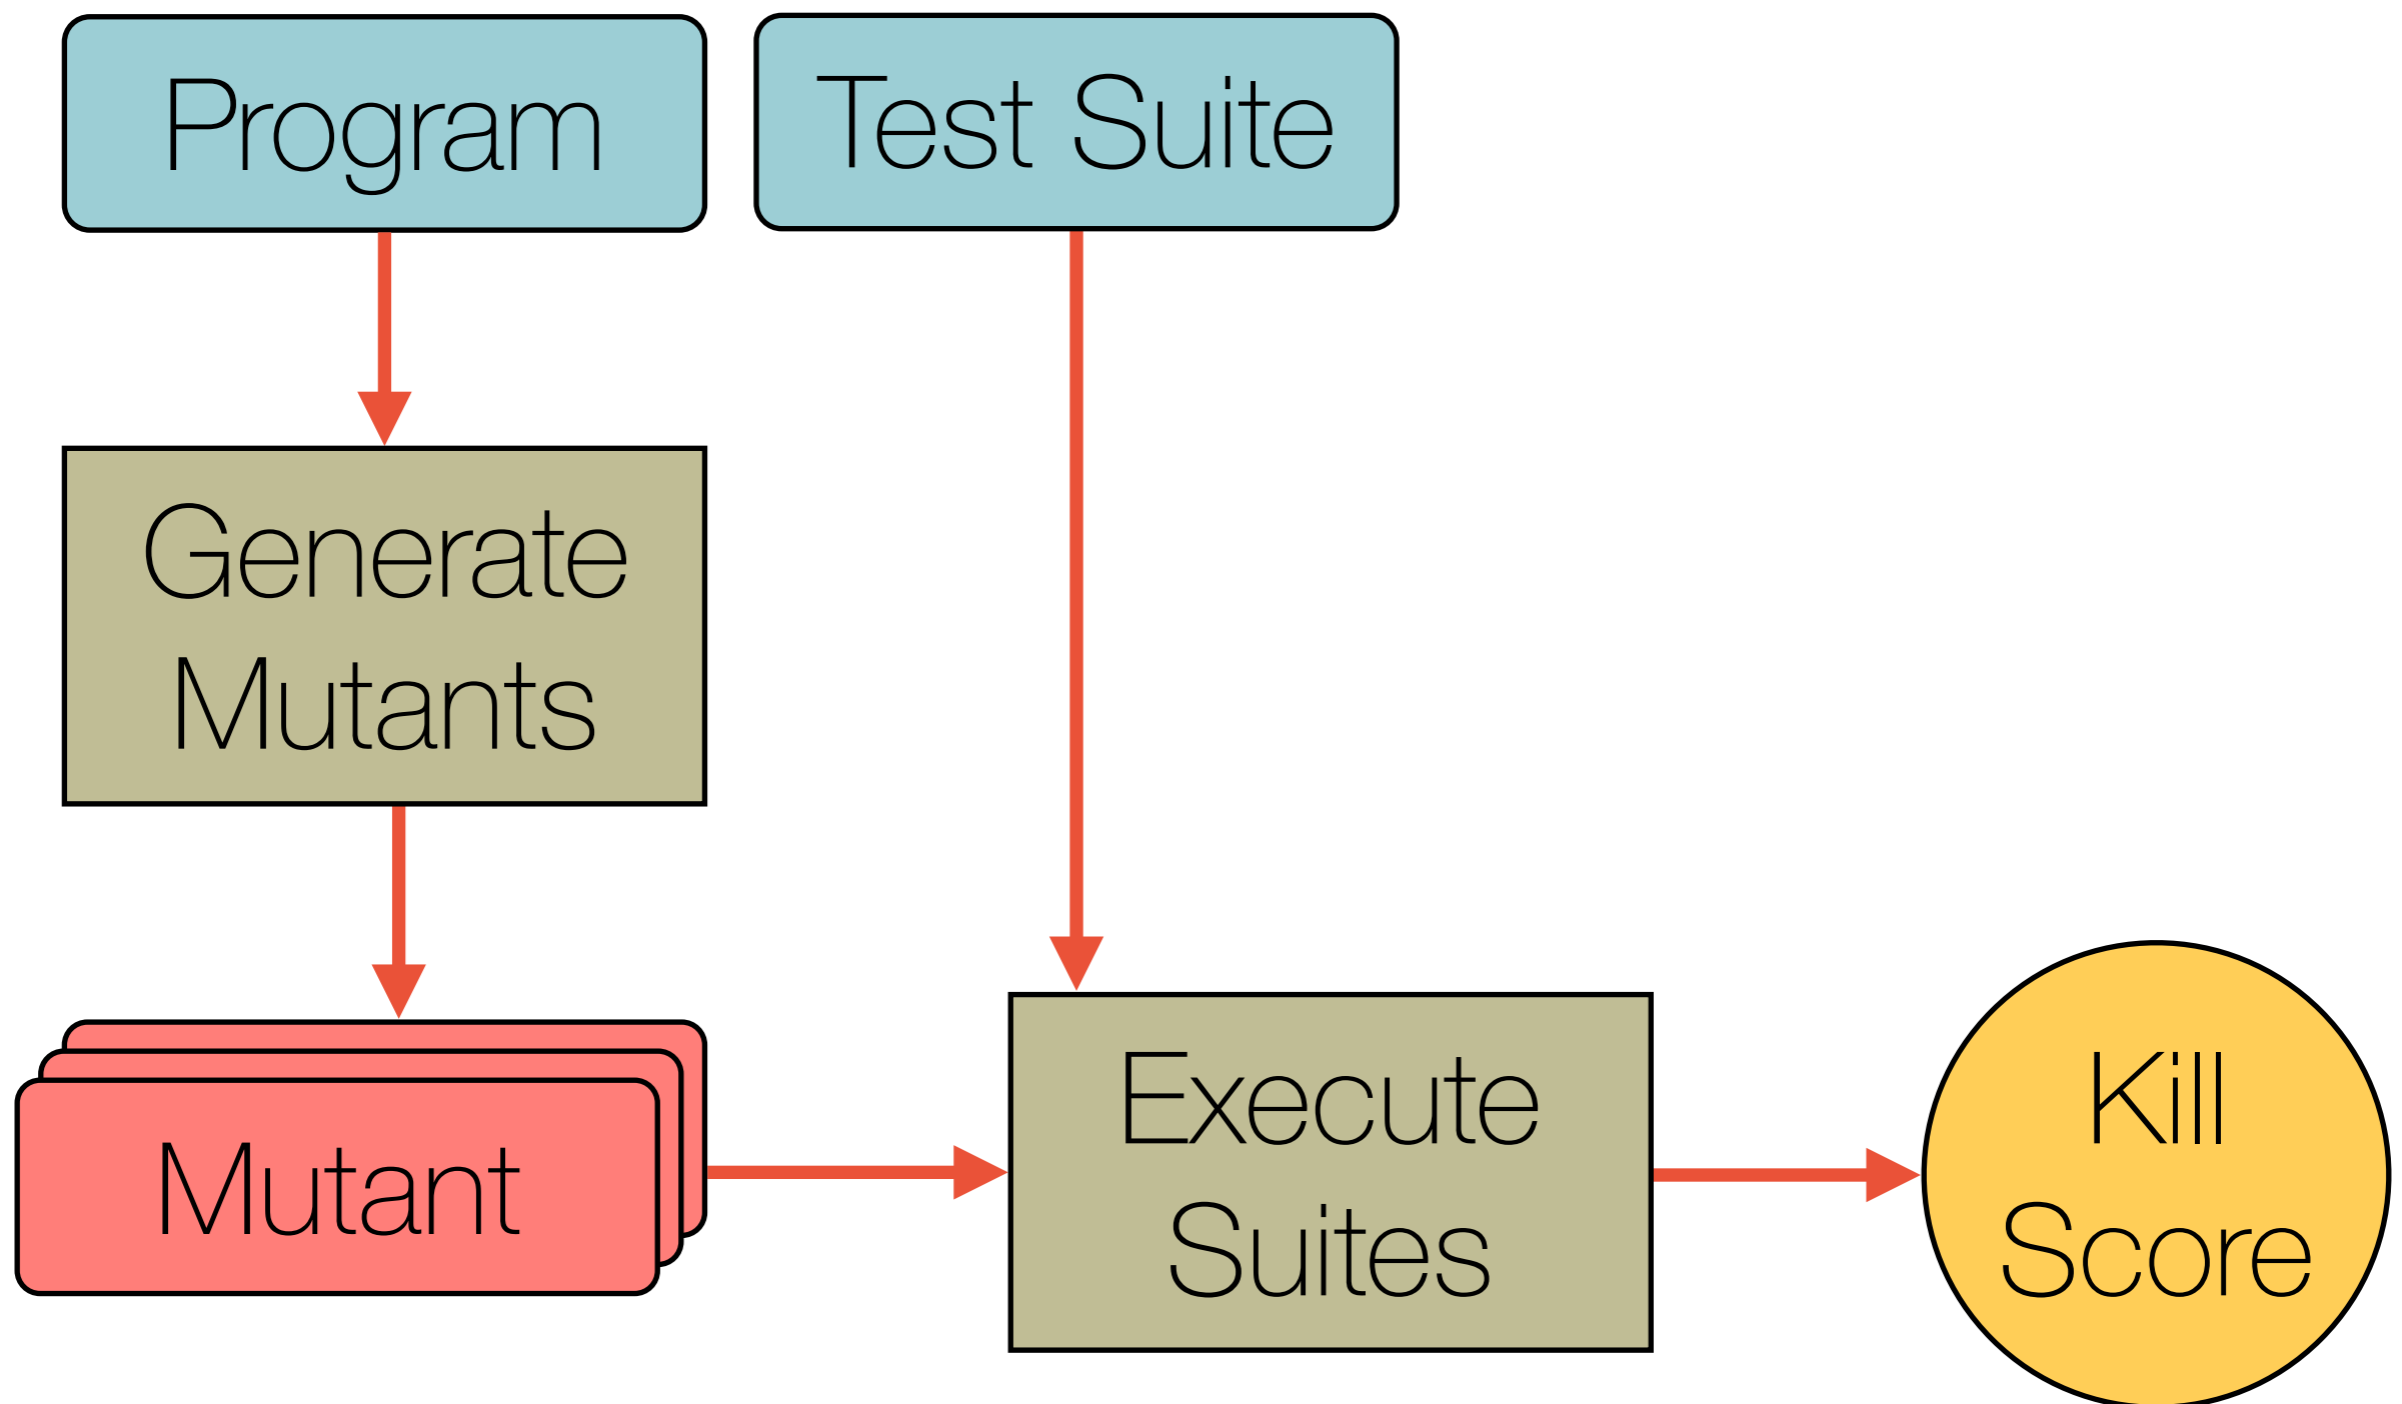 Program
Test Suite
Generate
Mutants
Mutant
Execute
Suites
Kill
Score